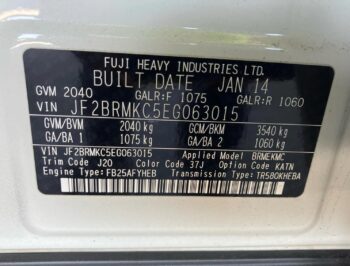 FUJI HEAVY INDUSTRIES LTD.
BUILT DATE JAN 14
GVM 2040 GALR:F 1075 GALR:R 1060
VIN JF2BRMKC5EG063015
GVM/BVM 2040 kg GCM/BKM 3540 kg
GA/BA 1 1075 kg GA/BA 2 1060 kg
VIN JF2BRMKC5EG063015 Applied Model BRMEKMC
Trim Code J20 Color Code 37J Option Code KATN
Engine Type FB25AFYHEB Transmission Type TR580KHEBA